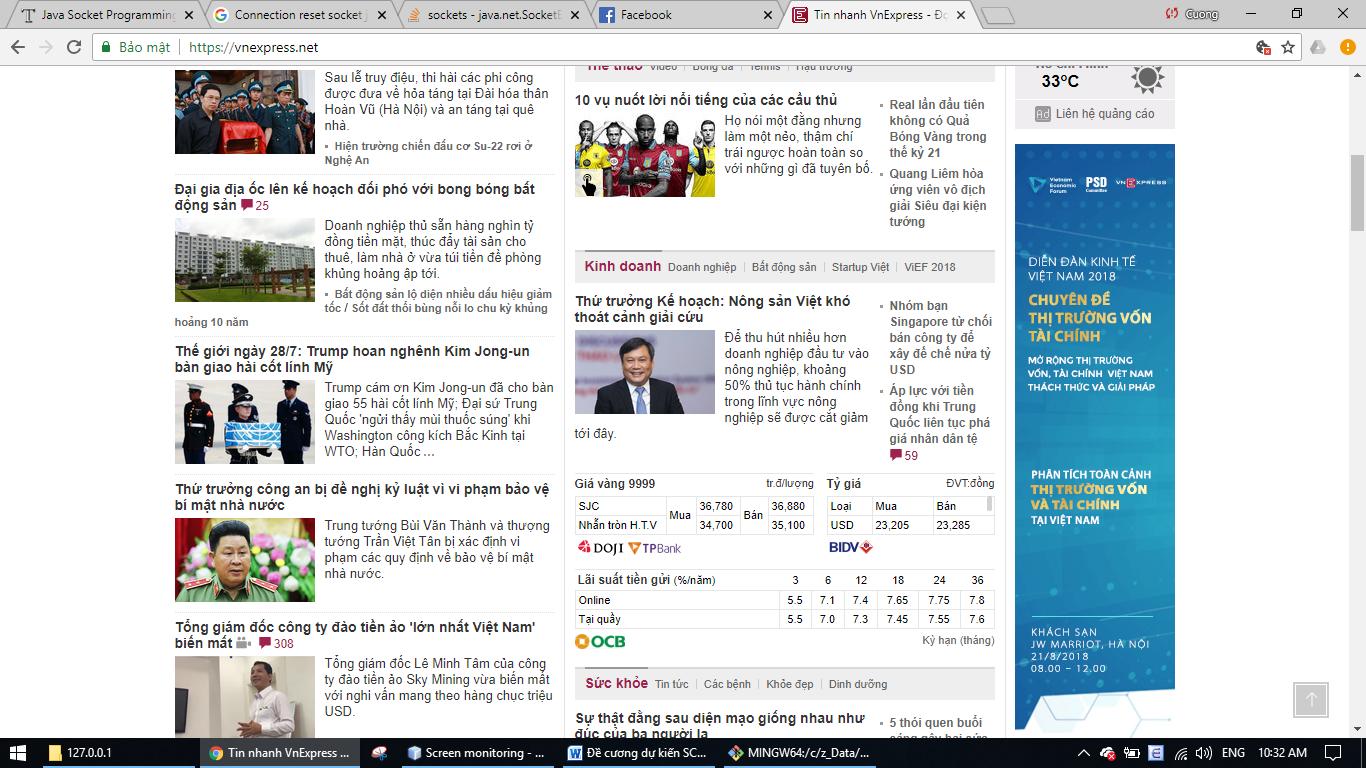 Java Socket Programming
Connection reset socket j
sockets - java.net.SocketE
Facebook
Tin nhanh VnExpress - Đọ
Cuong
Bảo mật
https://vnexpress.net
Sau lễ truy điệu, thi hài các phi công
được đưa về hỏa táng tại Đài hóa thân
Hoàn Vũ (Hà Nội) và an táng tại quê
nhà.
Hiện trường chiến đấu cơ Su-22 rơi ở
Nghệ An
Đại gia địa ốc lên kế hoạch đối phó với bong bóng bất
động sản 25
Doanh nghiệp thủ sẵn hàng nghìn tỷ
đồng tiền mặt, thúc đẩy tài sản cho
thuê, làm nhà ở vừa túi tiền để phòng
khủng hoảng ập tới.
Bất động sản lộ diện nhiều dấu hiệu giảm
tốc / Sốt đất thổi bùng nỗi lo chu kỳ khủng
hoảng 10 năm
Thế giới ngày 28/7: Trump hoan nghênh Kim Jong-un
bàn giao hài cốt lính Mỹ
Trump cám ơn Kim Jong-un đã cho bàn
giao 55 hài cốt lính Mỹ; Đại sứ Trung
Quốc 'ngửi thấy mùi thuốc súng' khi
Washington công kích Bắc Kinh tại
WTO; Hàn Quốc ...
Thứ trưởng công an bị đề nghị kỷ luật vì vi phạm bảo vệ
bí mật nhà nước
Trung tướng Bùi Văn Thành và thượng
tướng Trần Việt Tân bị xác định vi
phạm các quy định về bảo vệ bí mật
nhà nước.
Tổng giám đốc công ty đào tiền ảo 'lớn nhất Việt Nam'
biến mất 308
Tổng giám đốc Lê Minh Tâm của công
ty đào tiền ảo Sky Mining vừa biến mất
với nghi vấn mang theo hàng chục triệu
USD.
Thể thao Video Bóng đá Tennis Hậu trường
10 vụ nuốt lời nổi tiếng của các cầu thủ
Họ nói một đằng nhưng
làm một nẻo, thậm chí
trái ngược hoàn toàn so
với những gì đã tuyên bố.
Real lần đầu tiên
không có Quả
Bóng Vàng trong
thế kỷ 21
Quang Liêm hòa
ứng viên vô địch
giải Siêu đại kiện
tướng
Kinh doanh Doanh nghiệp Bất động sản Startup Việt ViEF 2018
Thứ trưởng Kế hoạch: Nông sản Việt khó
thoát cảnh giải cứu
Để thu hút nhiều hơn
doanh nghiệp đầu tư vào
nông nghiệp, khoảng
50% thủ tục hành chính
trong lĩnh vực nông
nghiệp sẽ được cắt giảm
tới đây.
Nhóm bạn
Singapore từ chối
bán công ty để
xây đế chế nửa tỷ
USD
Áp lực với tiền
đồng khi Trung
Quốc liên tục phá
giá nhân dân tệ
59
Giá vàng 9999 tr.đ/lượng
SJC Mua 36,780 Bán 36,880
Nhẫn tròn H.T.V 34,700 35,100
DOJI TPBank
Tỷ giá ĐVT:đồng
Loại Mua Bán
USD 23,205 23,285
BIDV
Lãi suất tiền gửi (%/năm) 3 6 12 18 24 36
Online 5.5 7.1 7.4 7.65 7.75 7.8
Tại quầy 5.5 7.0 7.3 7.45 7.55 7.6
OCB Kỳ hạn (tháng)
Sức khỏe Tin tức Các bệnh Khỏe đẹp Dinh dưỡng
Sự thật đằng sau diện mạo giống nhau như
đúc của ba người lạ
5 thói quen buổi
33°C
Ad Liên hệ quảng cáo
Vietnam
Economic
Forum
PSD
Committee
VNEXPRESS
DIỄN ĐÀN KINH TẾ
VIỆT NAM 2018
CHUYÊN ĐỀ
THỊ TRƯỜNG VỐN
TÀI CHÍNH
MỞ RỘNG THỊ TRƯỜNG
VỐN, TÀI CHÍNH VIỆT NAM
THÁCH THỨC VÀ GIẢI PHÁP
PHÂN TÍCH TOÀN CẢNH
THỊ TRƯỜNG VỐN
VÀ TÀI CHÍNH
TẠI VIỆT NAM
KHÁCH SẠN
JW MARRIOT, HÀ NỘI
21/8/2018
08.00 - 12.00
127.0.0.1
Tin nhanh VnExpress ...
Screen monitoring - ...
Đề cương dự kiến SC...
MINGW64:/c/z_Data/...
ENG
10:32 AM